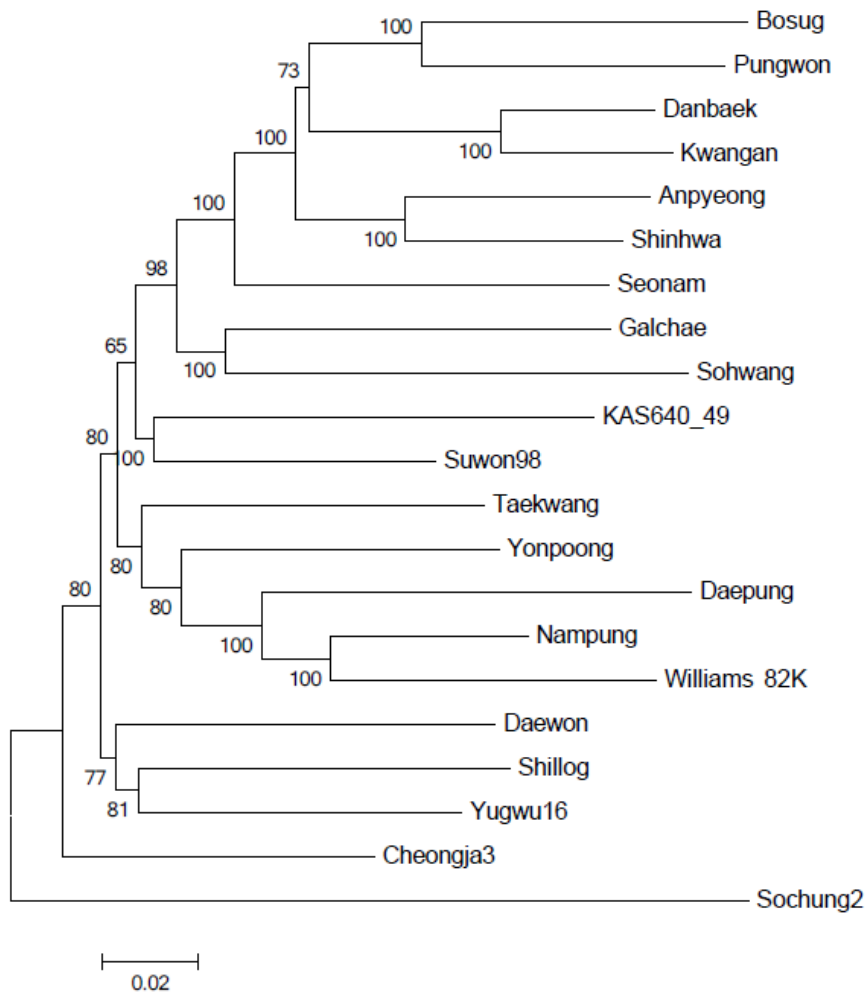 Bosug
100
Pungwon
73
Danbaek
100
Kwangan
100
Anpyeong
100
Shinhwa
100
Seonam
98
Galchae
100
Sohwang
65
KAS640_49
100
Suwon98
80
Taekwang
80
Yonpoong
80
Daepung
100
Nampung
100
Williams 82K
80
Daewon
77
Shillog
81
Yugwu16
Cheongja3
Sochung2
0.02